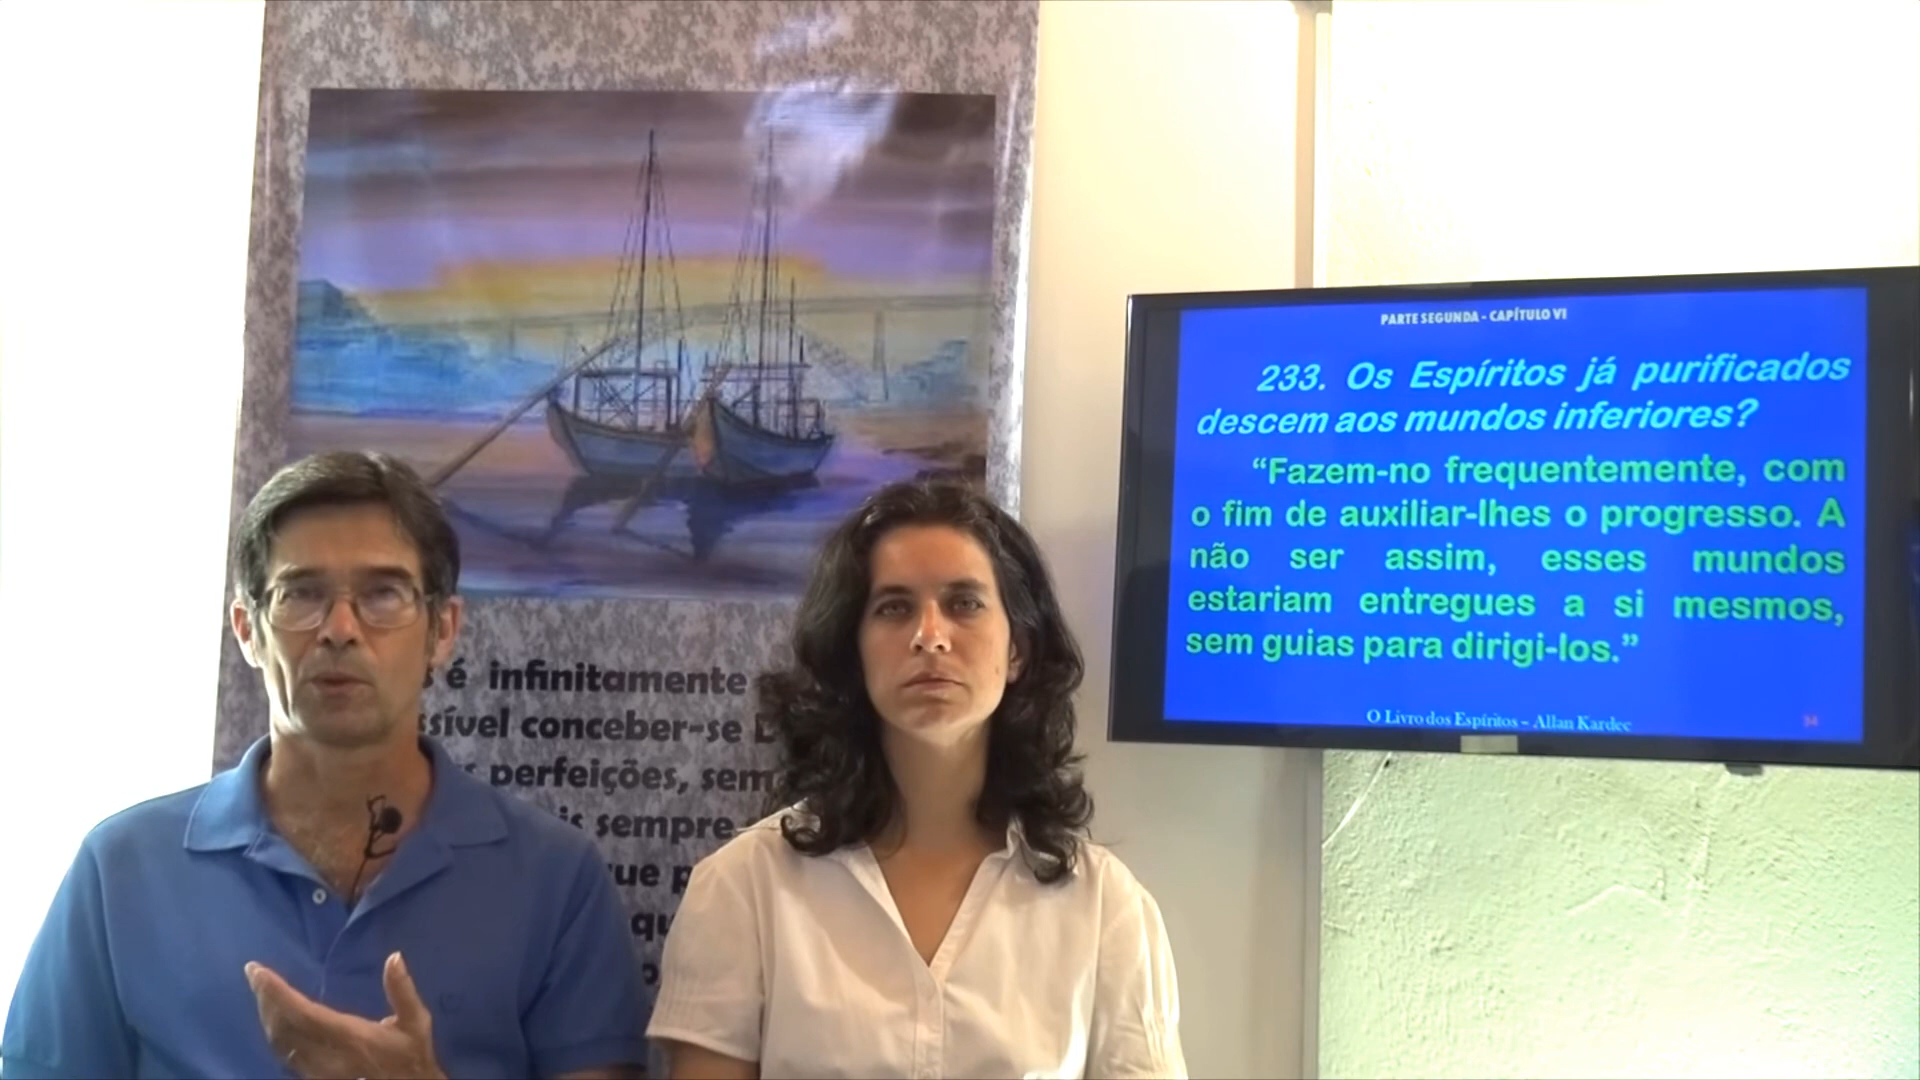 é infinitamente
conceber-se
perfeições, sem
sempre
PARTE SEGUNDA - CAPÍTULO VI
233. Os Espíritos já purificados
descem aos mundos inferiores?
“Fazem-no frequentemente, com
o fim de auxiliar-lhes o progresso. A
não ser assim, esses mundos
estariam entregues a si mesmos,
sem guias para dirigi-los.”
O Livro dos Espíritos – Allan Kardec